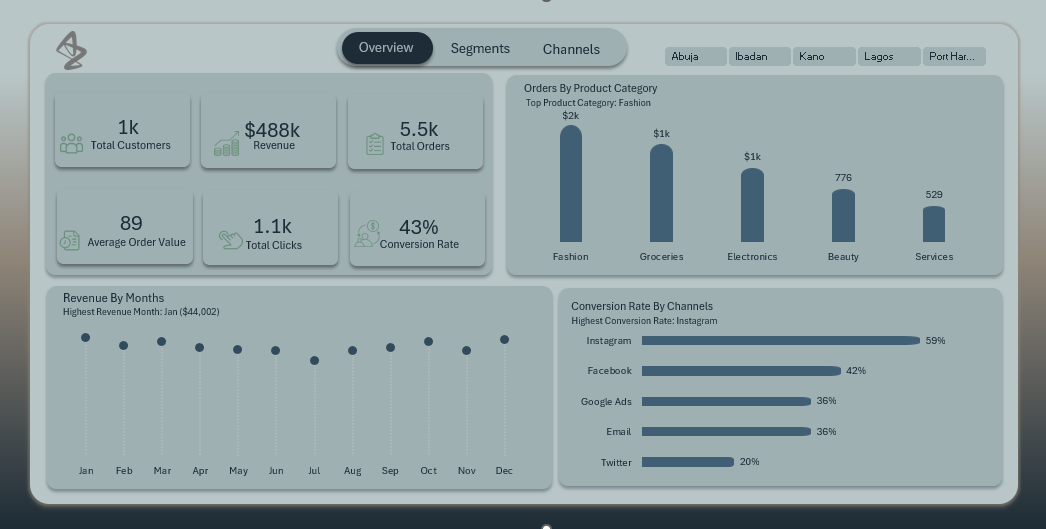 Overview
Segments
Channels
Abuja
Ibadan
Kano
Lagos
Port Har...
1k
Total Customers
$488k
Revenue
5.5k
Total Orders
89
Average Order Value
1.1k
Total Clicks
43%
Conversion Rate
Orders By Product Category
Top Product Category: Fashion
$2k
$1k
$1k
776
529
Fashion
Groceries
Electronics
Beauty
Services
Revenue By Months
Highest Revenue Month: Jan ($44,002)
Jan
Feb
Mar
Apr
May
Jun
Jul
Aug
Sep
Oct
Nov
Dec
Conversion Rate By Channels
Highest Conversion Rate: Instagram
Instagram 59%
Facebook 42%
Google Ads 36%
Email 36%
Twitter 20%